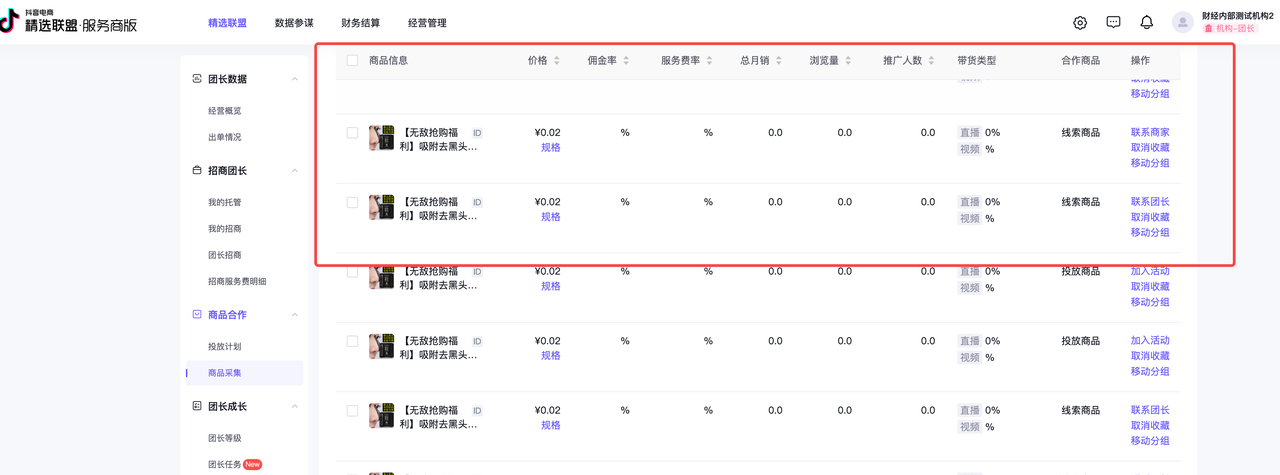 抖音电商
精选联盟·服务商版
精选联盟 数据参谋 财务结算 经营管理
财经内部测试机构2
机构-团长
团长数据
经营概览
出单情况
招商团长
我的托管
我的招商
团长招商
招商服务费明细
商品合作
投放计划
商品采集
团长成长
团长等级
团长任务 New
商品信息 价格 佣金率 服务费率 总月销 浏览量 推广人数 带货类型 合作商品 操作
取消收藏
移动分组
【无敌抢购福 ID ¥0.02 % % 0.0 0.0 0.0 直播 0% 线索商品 联系商家
利】吸附去黑头... 规格 视频 % 取消收藏
移动分组
【无敌抢购福 ID ¥0.02 % % 0.0 0.0 0.0 直播 0% 线索商品 联系团长
利】吸附去黑头... 规格 视频 % 取消收藏
移动分组
【无敌抢购福 ID ¥0.02 % % 0.0 0.0 0.0 直播 0% 投放商品 加入活动
利】吸附去黑头... 规格 视频 % 取消收藏
移动分组
【无敌抢购福 ID ¥0.02 % % 0.0 0.0 0.0 直播 0% 投放商品 加入活动
利】吸附去黑头... 规格 视频 % 取消收藏
移动分组
【无敌抢购福 ID ¥0.02 % % 0.0 0.0 0.0 直播 0% 线索商品 联系团长
利】吸附去黑头... 规格 视频 % 取消收藏
移动分组